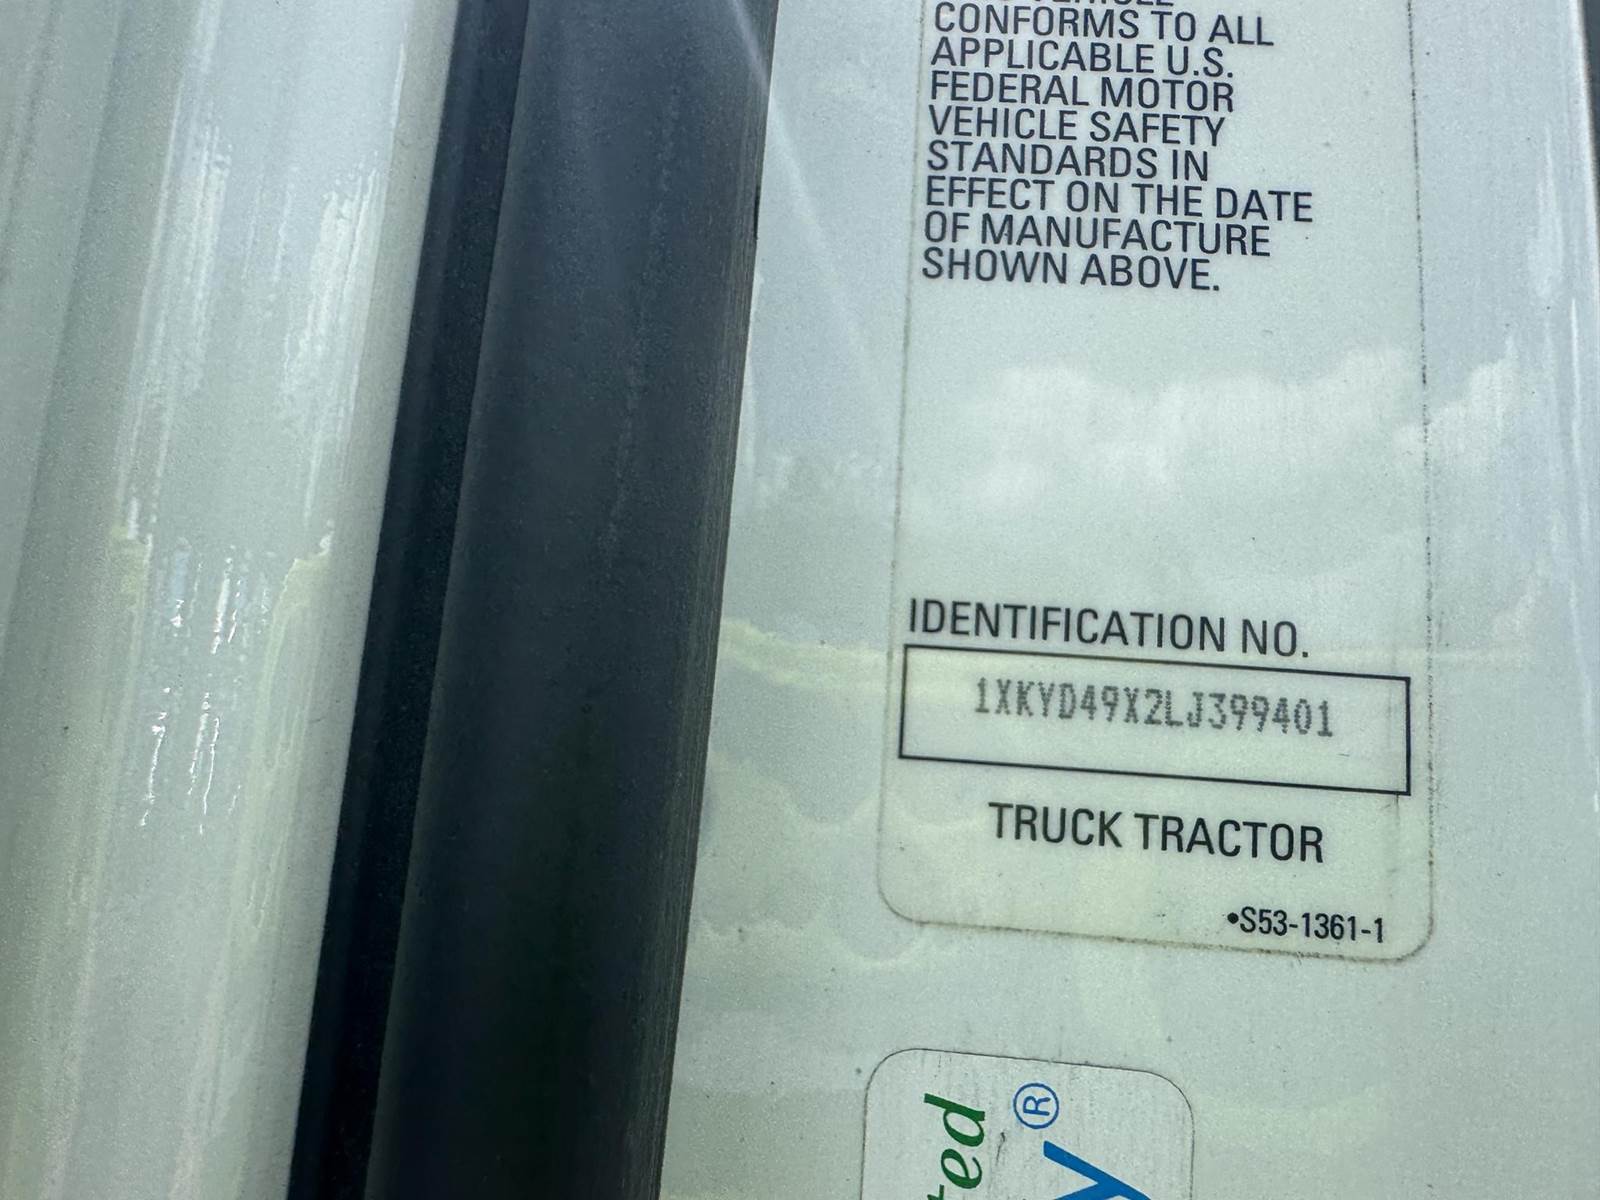 VEHICLE
CONFORMS TO ALL
APPLICABLE U.S.
FEDERAL MOTOR
VEHICLE SAFETY
STANDARDS IN
EFFECT ON THE DATE
OF MANUFACTURE
SHOWN ABOVE.
IDENTIFICATION NO.
1XKYD49X2LJ399401
TRUCK TRACTOR
•S53-1361-1